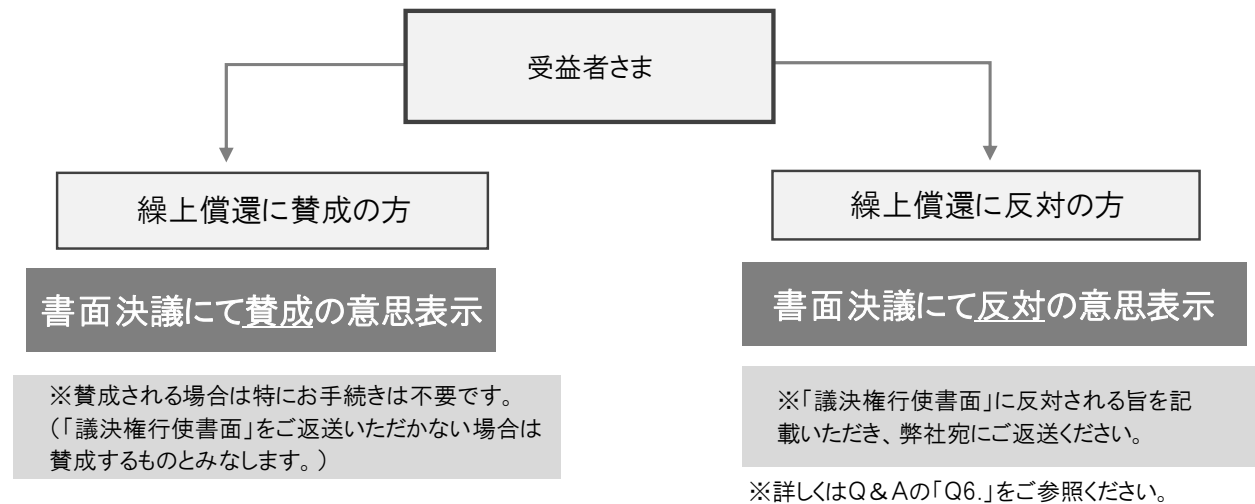 受益者さま
繰上償還に賛成の方
書面決議にて賛成の意思表示
※賛成される場合は特にお手続きは不要です。
（「議決権行使書面」をご返送いただかない場合は
賛成するものとみなします。）
繰上償還に反対の方
書面決議にて反対の意思表示
※「議決権行使書面」に反対される旨を記
載いただき、弊社宛にご返送ください。
※詳しくはQ＆Aの「Q6.」をご参照ください。